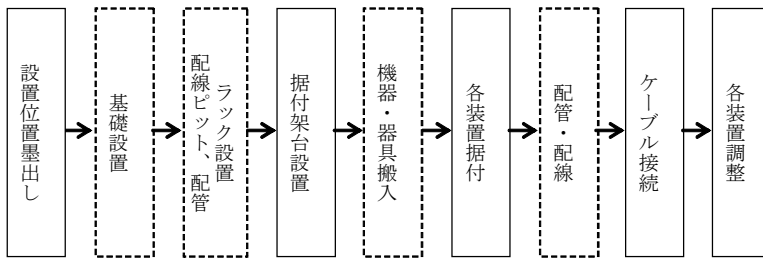 設置位置墨出し
基礎設置
配線ピット、配管
ラック設置
据付架台設置
機器・器具搬入
各装置据付
配管・配線
ケーブル接続
各装置調整